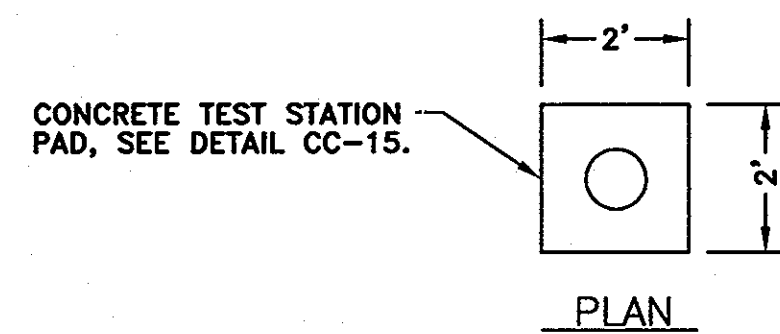 2'
CONCRETE TEST STATION
PAD, SEE DETAIL CC-15.
2'
PLAN